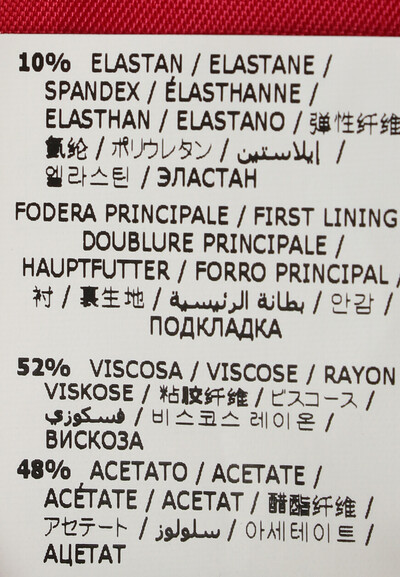 10% ELASTAN / ELASTANE /
SPANDEX / ÉLASTHANNE /
ELASTHAN / ELASTANO / 弹性纤维
氨纶 / ポリウレタン / إيلاستين /
엘라스틴 / ЭЛАСТАН
FODERA PRINCIPALE / FIRST LINING
DOUBLURE PRINCIPALE /
HAUPTFUTTER / FORRO PRINCIPAL /
衬 / 裏生地 / بطانة الرئيسية / 안감 /
ПОДКЛАДКА
52% VISCOSA / VISCOSE / RAYON
VISKOSE / 粘胶纤维 / ビスコース /
فسكوزي / 비스코스 레이온 /
ВИСКОЗА
48% ACETATO / ACETATE /
ACÉTATE / ACETAT / 醋酯纤维 /
アセテート / سلولوز / 아세테이트 /
АЦЕТАТ